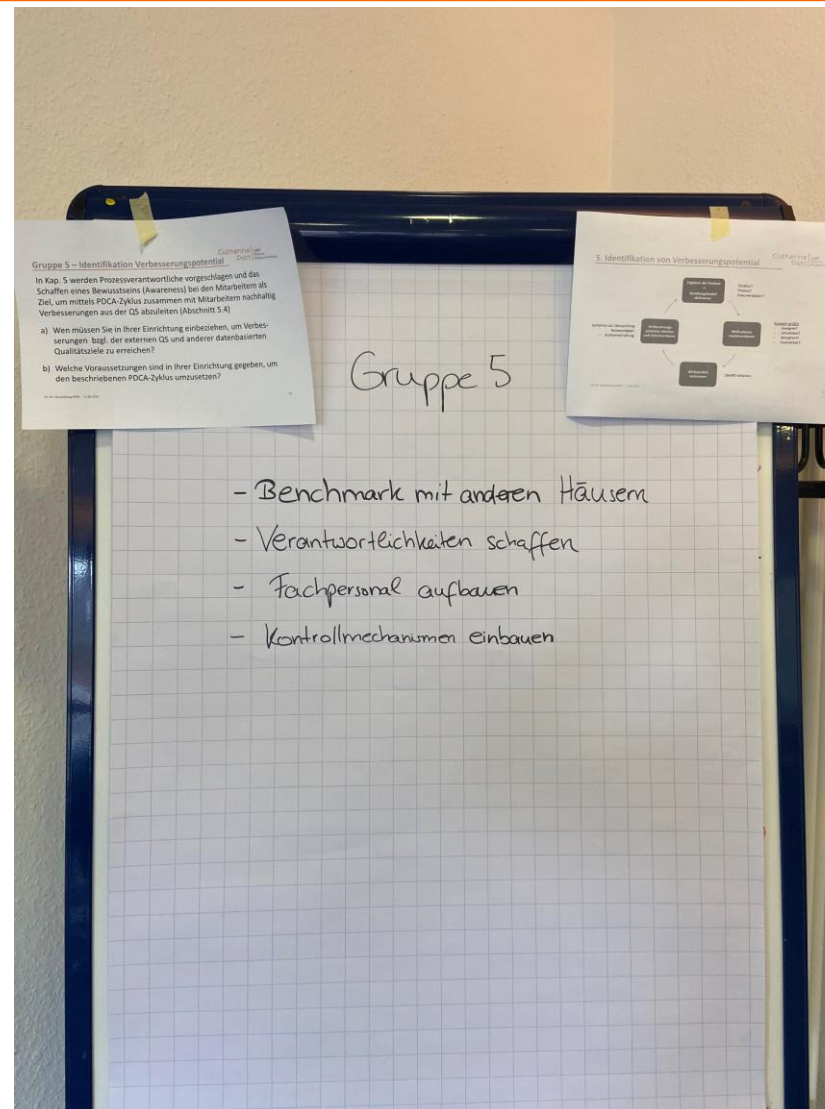 Catharina
Dott
Gruppe 5 – Identifikation Verbesserungspotential
In Kap. 5 werden Prozessverantwortliche vorgeschlagen und das
Schaffen eines Bewusstseins (Awareness) bei den Mitarbeitern als
Ziel, um mittels PDCA-Zyklus zusammen mit Mitarbeitern nachhaltig
Verbesserungen aus der QS abzuleiten (Abschnitt 5.4)
a) Wen müssen Sie in Ihrer Einrichtung einbeziehen, um Verbes-
serungen bzgl. der externen QS und anderer datenbasierten
Qualitätsziele zu erreichen?
b) Welche Voraussetzungen sind in Ihrer Einrichtung gegeben, um
den beschriebenen PDCA-Zyklus umzusetzen?
5. Identifikation von Verbesserungspotential
Catharina
Dott
Gruppe 5
- Benchmark mit anderen Häusern
- Verantwortlichkeiten schaffen
- Fachpersonal aufbauen
- Kontrollmechanismen einbauen